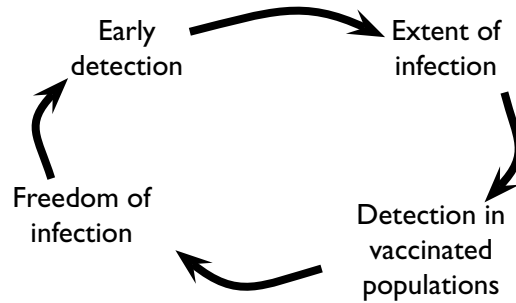 Early
detection
Extent of
infection
Detection in
vaccinated
populations
Freedom of
infection